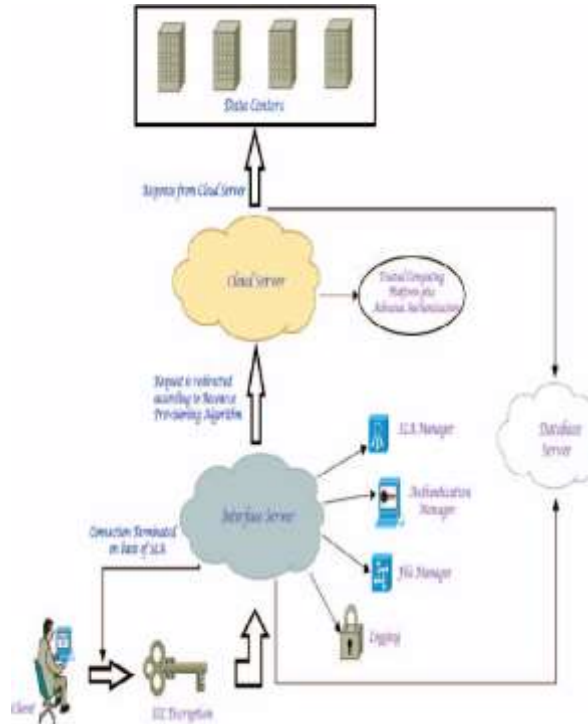 Data Centers
Response from Cloud Server
Cloud Server
Trusted Computing
Platform for
Authentication
Request is redirected
according to Resource
Provisioning Algorithm
SLA Manager
Database
Server
Authentication
Manager
Interface Server
Connection Terminated
on basis of SLA
File Manager
Logging
Client
SSL Encryption